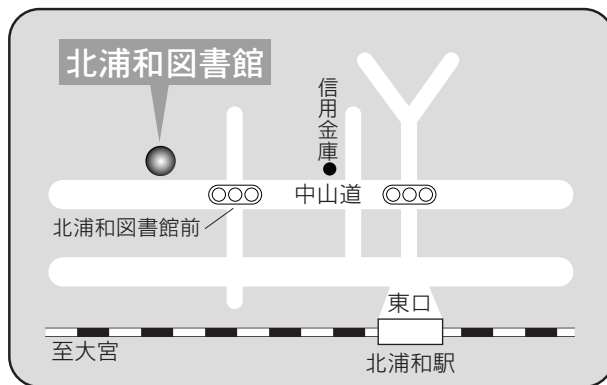 北浦和図書館
信用金庫
中山道
北浦和図書館前
東口
至大宮
北浦和駅